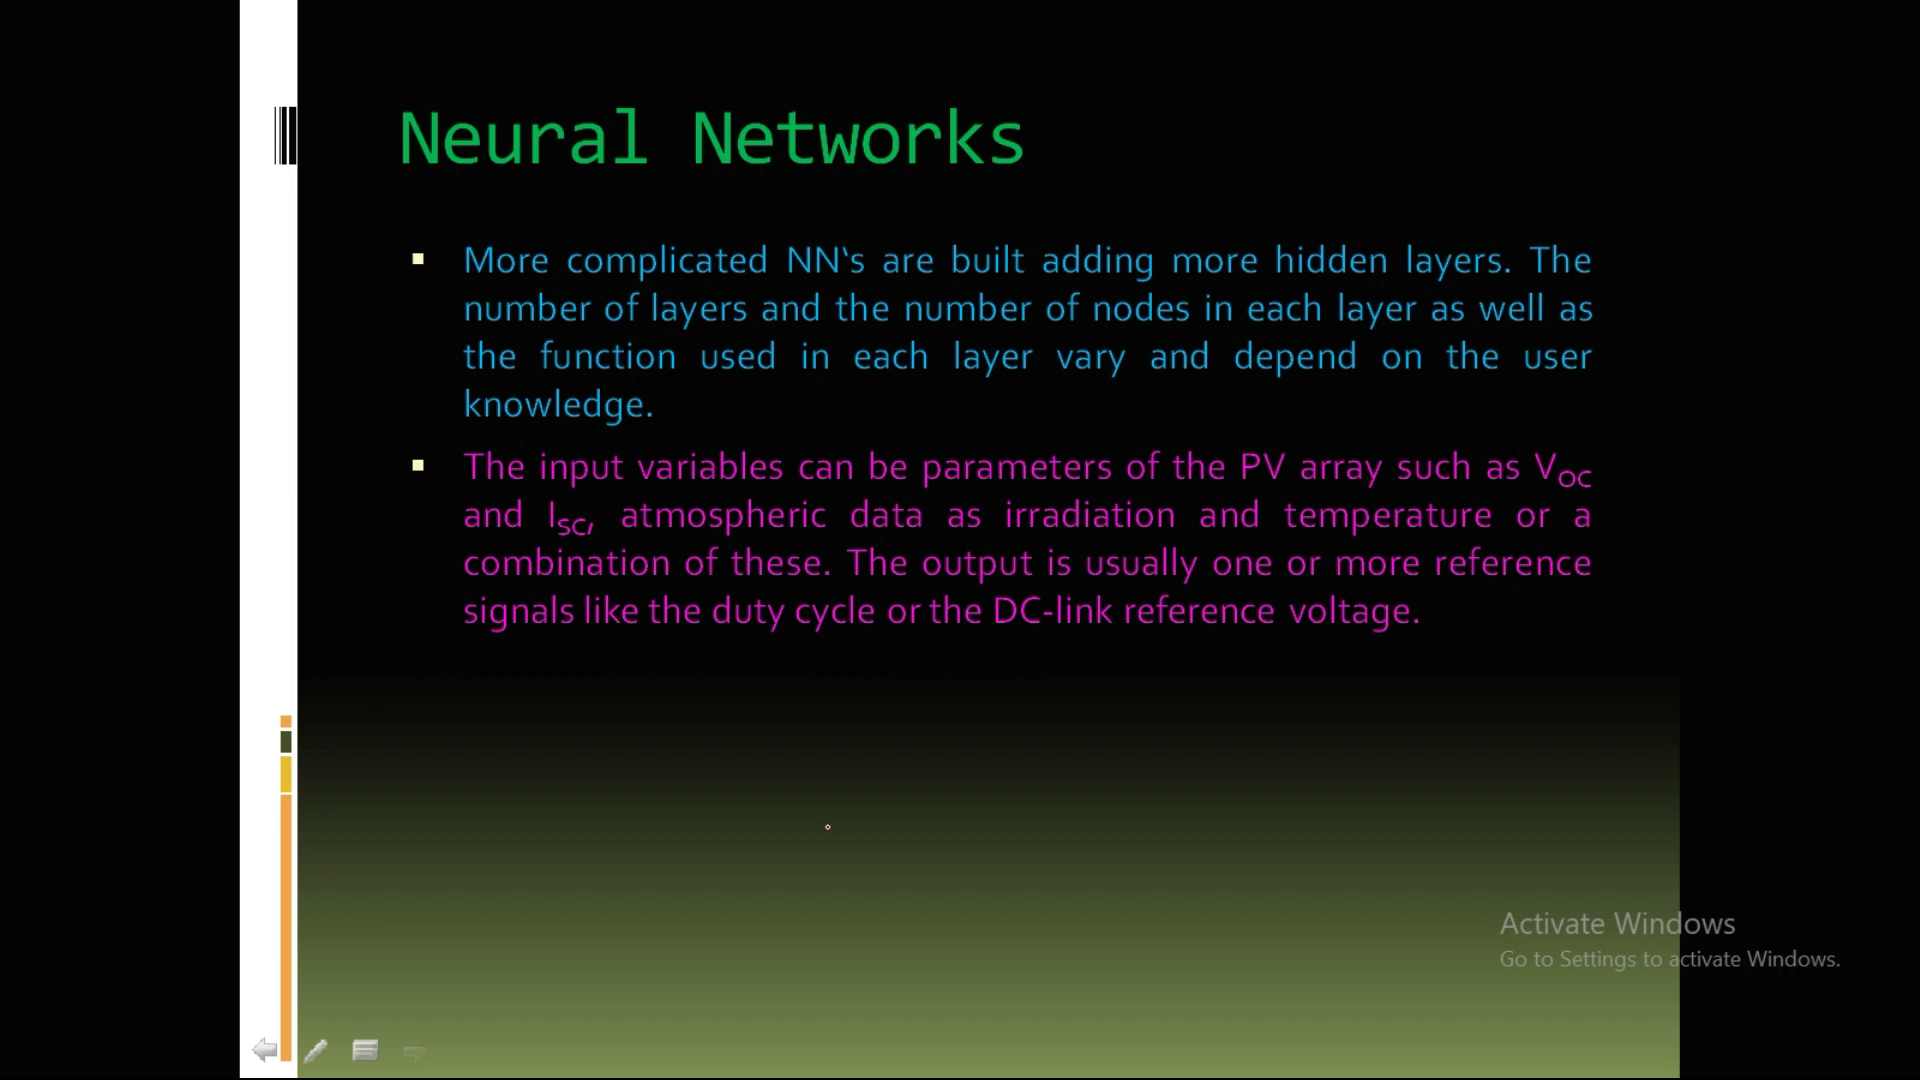 Neural Networks
▪ More complicated NN‛s are built adding more hidden layers. The
number of layers and the number of nodes in each layer as well as
the function used in each layer vary and depend on the user
knowledge.
▪ The input variables can be parameters of the PV array such as V_OC
and I_SC, atmospheric data as irradiation and temperature or a
combination of these. The output is usually one or more reference
signals like the duty cycle or the DC-link reference voltage.
Activate Windows
Go to Settings to activate Windows.